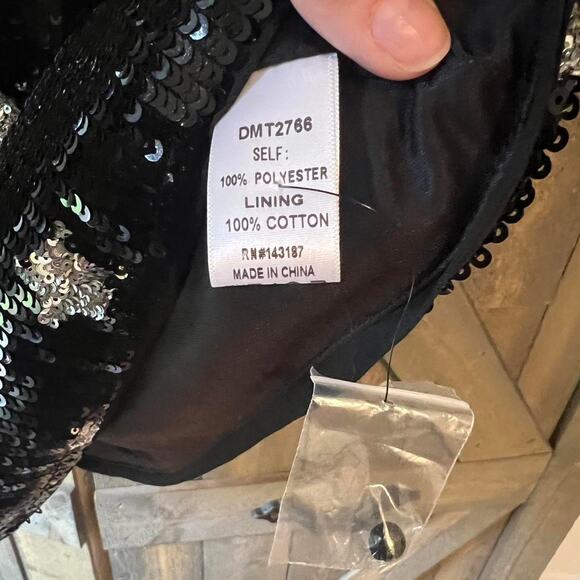 DMT2766
SELF:
100% POLYESTER
LINING
100% COTTON
RN#143187
MADE IN CHINA